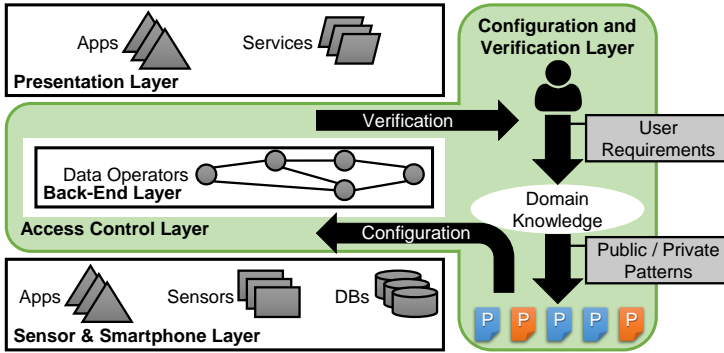 Apps
Services
Presentation Layer
Configuration and
Verification Layer
Verification
User
Requirements
Data Operators
Back-End Layer
Domain
Knowledge
Access Control Layer
Configuration
Public / Private
Patterns
Apps
Sensors
DBs
Sensor & Smartphone Layer
P P P P P